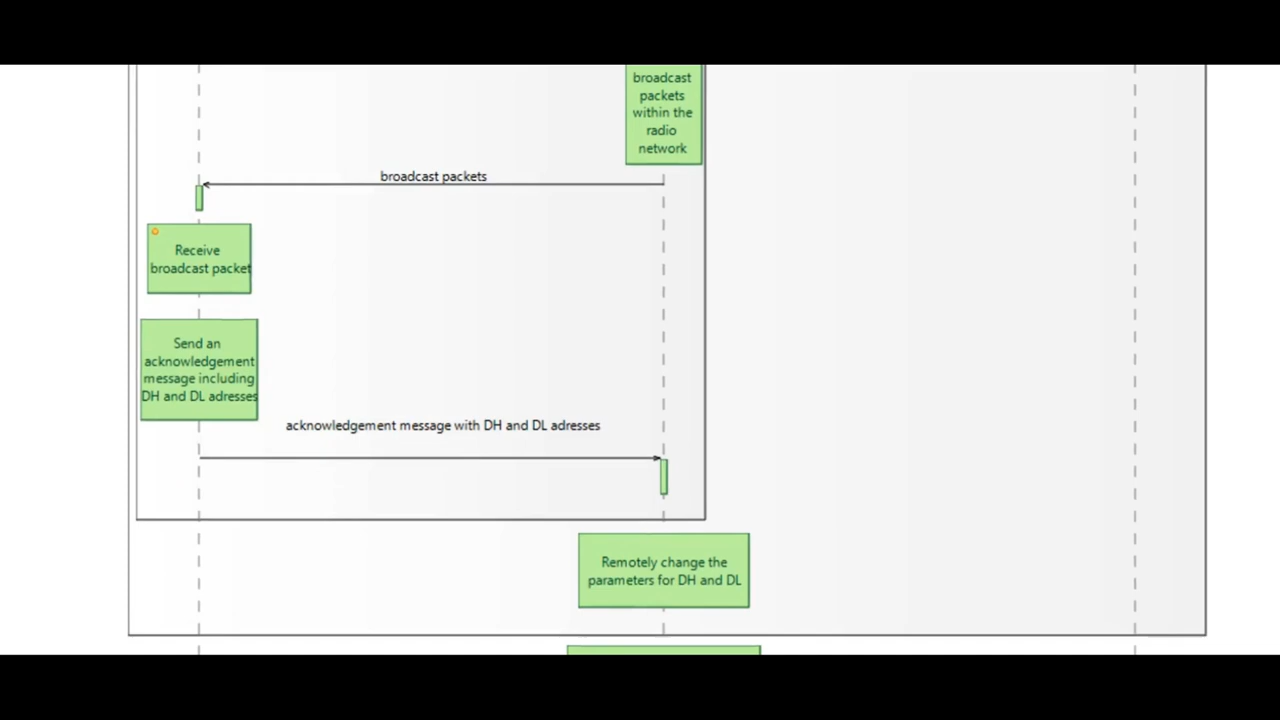 broadcast
packets
within the
radio
network
broadcast packets
Receive
broadcast packet
Send an
acknowledgement
message including
DH and DL adresses
acknowledgement message with DH and DL adresses
Remotely change the
parameters for DH and DL